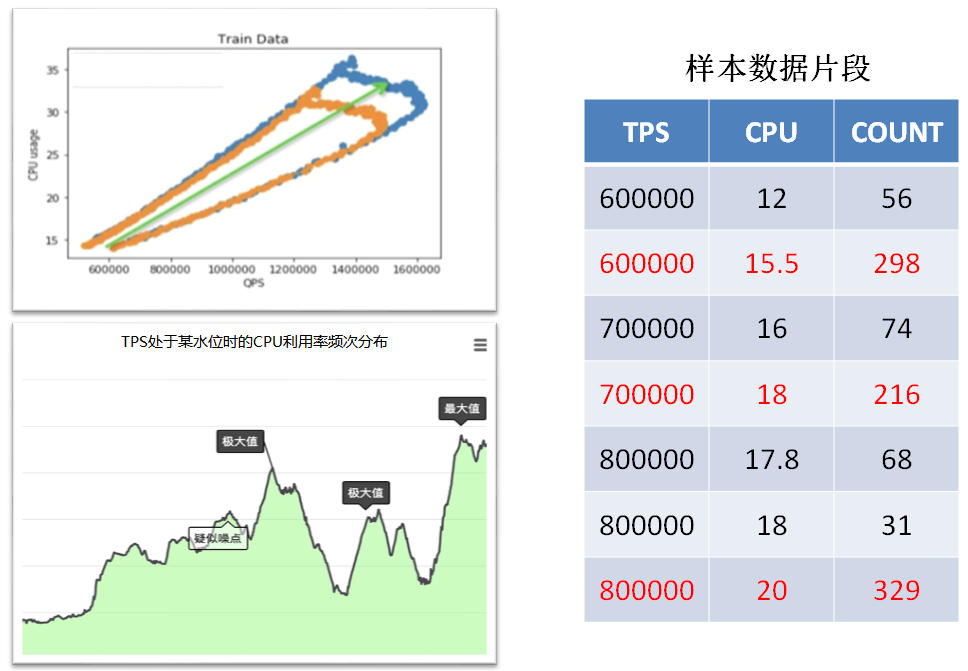 Train Data
CPU usage
35
30
25
20
15
600000 800000 1000000 1200000 1400000 1600000
QPS
TPS处于某水位时的CPU利用率频次分布
最大值
极大值
极大值
疑似噪点
样本数据片段
TPS CPU COUNT
600000 12 56
600000 15.5 298
700000 16 74
700000 18 216
800000 17.8 68
800000 18 31
800000 20 329